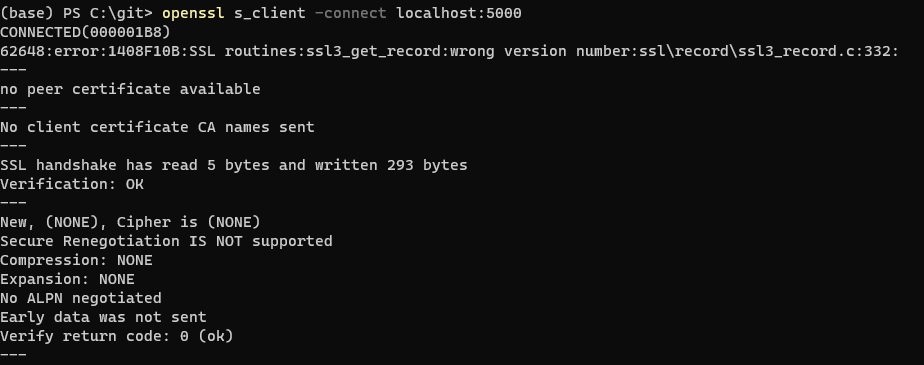 (base) PS C:\git> openssl s_client -connect localhost:5000
CONNECTED(000001B8)
62648:error:1408F10B:SSL routines:ssl3_get_record:wrong version number:ssl\record\ssl3_record.c:332:
---
no peer certificate available
---
No client certificate CA names sent
---
SSL handshake has read 5 bytes and written 293 bytes
Verification: OK
---
New, (NONE), Cipher is (NONE)
Secure Renegotiation IS NOT supported
Compression: NONE
Expansion: NONE
No ALPN negotiated
Early data was not sent
Verify return code: 0 (ok)
---